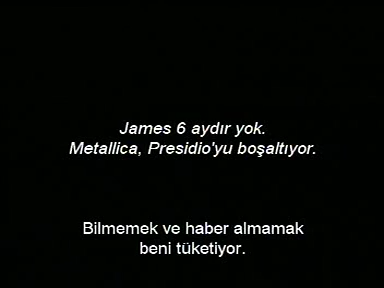 James 6 aydır yok.
Metallica, Presidio'yu boşaltıyor.
Bilmemek ve haber almamak
beni tüketiyor.